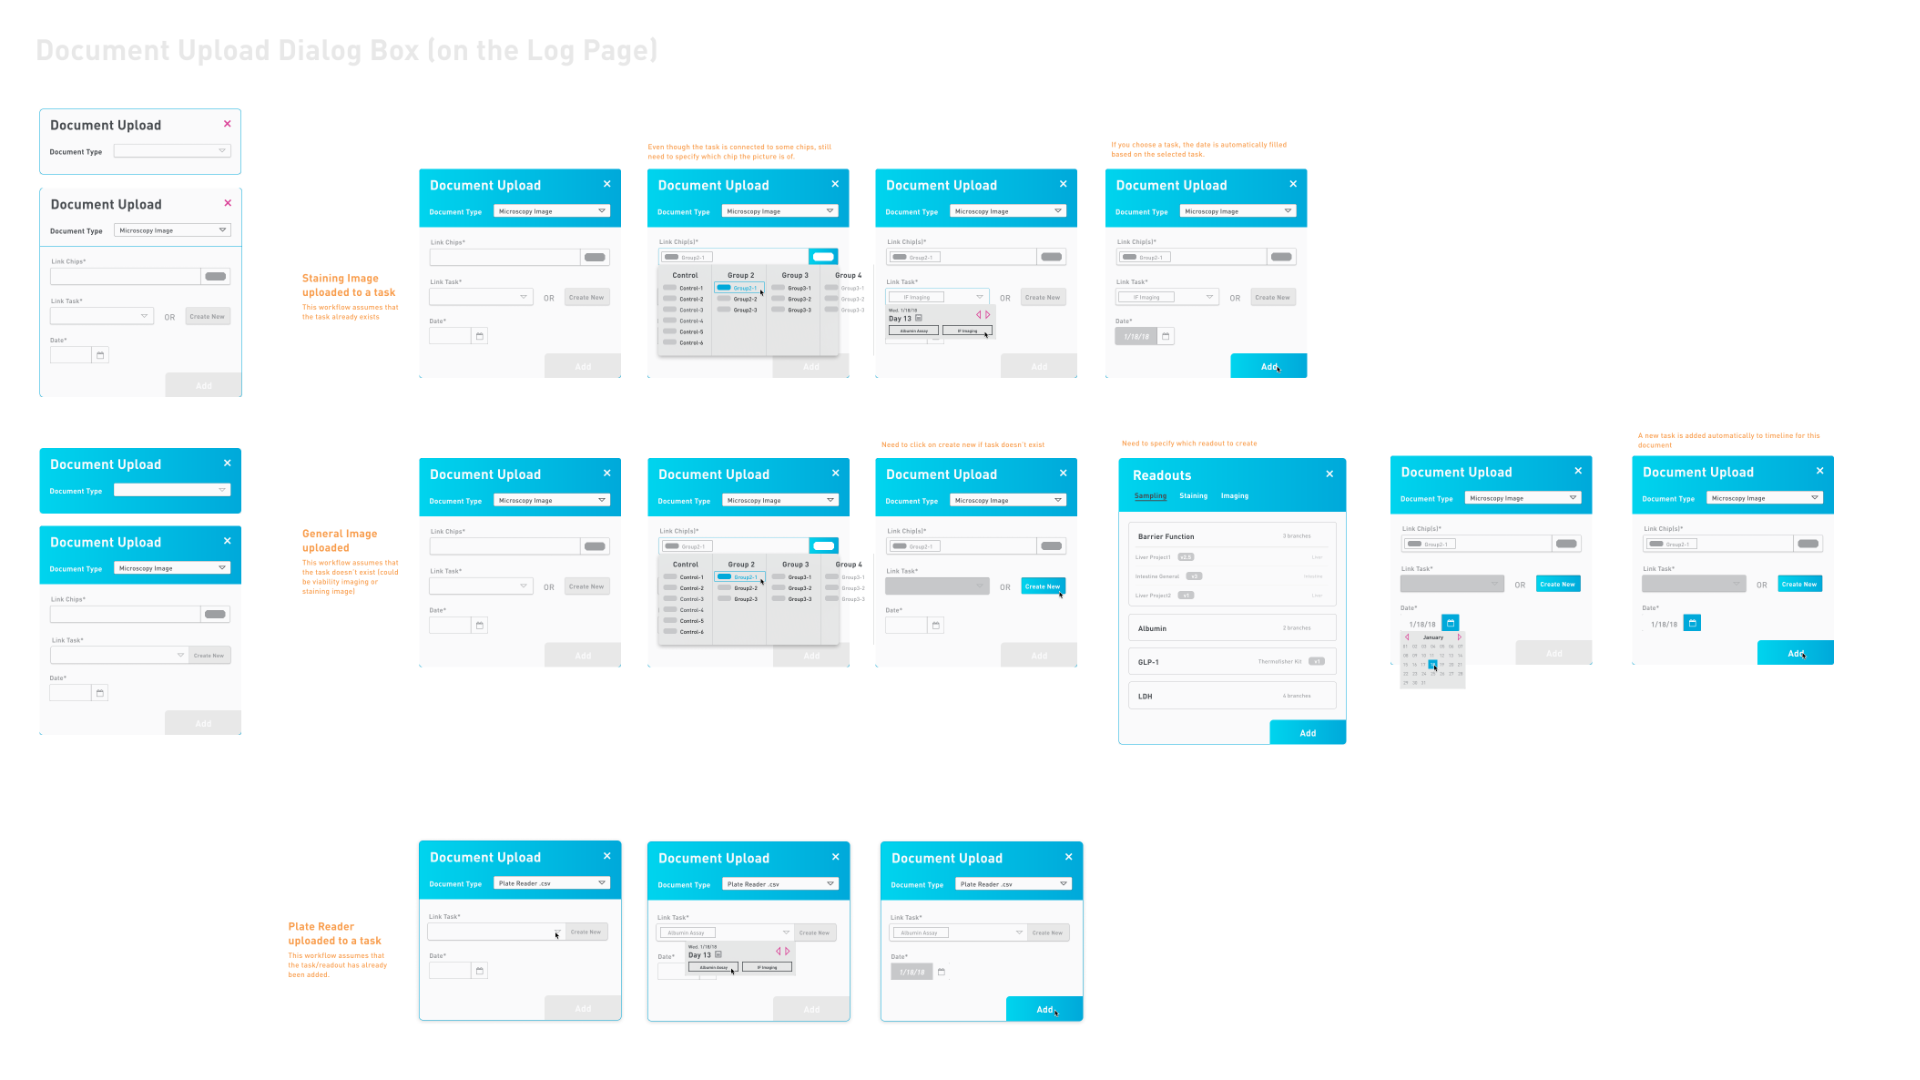 Document Upload Dialog Box (on the Log Page)
Document Upload
Document Type
Document Upload
Document Type Microscopy Image
Link Chips*
Link Task*
OR Create New
Date*
Add
Staining Image
uploaded to a task
This workflow assumes that
the task already exists
Document Upload
Document Type Microscopy Image
Link Chips*
Link Task*
OR Create New
Date*
Add
Even though the task is connected to some chips, still
need to specify which chip the picture is of.
Document Upload
Document Type Microscopy Image
Link Chip(s)*
Group2-1
Control Group 2 Group 3 Group 4
Control-1 Group2-1 Group3-1 Group3-1
Control-2 Group2-2 Group3-2 Group3-2
Control-3 Group2-3 Group3-3 Group3-3
Control-4
Control-5
Control-6
Add
Document Upload
Document Type Microscopy Image
Link Chip(s)*
Group2-1
Link Task*
IF Imaging OR Create New
Wed, 1/18/18
Day 13
Albumin Assay IF Imaging
Add
If you choose a task, the date is automatically filled
based on the selected task.
Document Upload
Document Type Microscopy Image
Link Chip(s)*
Group2-1
Link Task*
IF Imaging OR Create New
Date*
1/18/18
Add
Document Upload
Document Type
Document Upload
Document Type Microscopy Image
Link Chips*
Link Task*
Create New
Date*
Add
General Image
uploaded
This workflow assumes that
the task doesn't exist (could
be viability imaging or
staining image)
Document Upload
Document Type Microscopy Image
Link Chips*
Link Task*
OR Create New
Date*
Add
Document Upload
Document Type Microscopy Image
Link Chip(s)*
Group2-1
Control Group 2 Group 3 Group 4
Control-1 Group2-1 Group3-1 Group3-1
Control-2 Group2-2 Group3-2 Group3-2
Control-3 Group2-3 Group3-3 Group3-3
Control-4
Control-5
Control-6
Add
Need to click on create new if task doesn't exist
Document Upload
Document Type Microscopy Image
Link Chip(s)*
Group2-1
Link Task*
OR Create New
Date*
Add
Need to specify which readout to create
Readouts
Sampling Staining Imaging
Barrier Function 3 branches
Liver Project1 Liver
Intestine General
Liver Project2 Liver
Albumin 2 branches
GLP-1 Thermofisher Kit
LDH 4 branches
Add
Document Upload
Document Type Microscopy Image
Link Chip(s)*
Group2-1
Link Task*
OR Create New
Date*
1/18/18
January
Add
A new task is added automatically to timeline for this
document
Document Upload
Document Type Microscopy Image
Link Chip(s)*
Group2-1
Link Task*
OR Create New
Date*
1/18/18
Add
Plate Reader
uploaded to a task
This workflow assumes that
the task/readout has already
been added.
Document Upload
Document Type Plate Reader .csv
Link Task*
Create New
Date*
Add
Document Upload
Document Type Plate Reader .csv
Link Task*
Albumin Assay Create New
Date*
Wed, 1/18/18
Day 13
Albumin Assay IF Imaging
Add
Document Upload
Document Type Plate Reader .csv
Link Task*
Albumin Assay Create New
Date*
1/18/18
Add